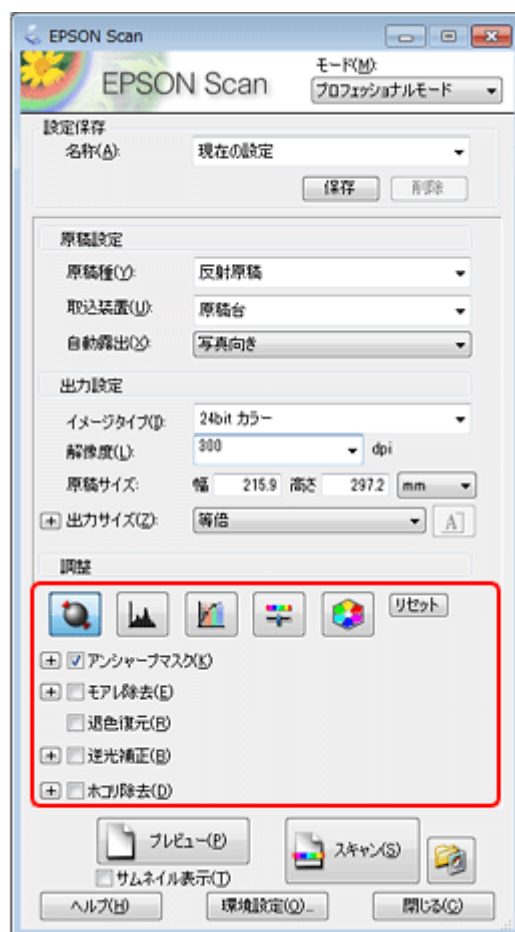 EPSON Scan
モード(M):
EPSON Scan
プロフェッショナルモード
設定保存
名称(A): 現在の設定
保存 削除
原稿設定
原稿種(Y): 反射原稿
取込装置(U): 原稿台
自動露出(X): 写真向き
出力設定
イメージタイプ(I): 24bit カラー
解像度(L): 300 dpi
原稿サイズ: 幅 215.9 高さ 297.2 mm
出力サイズ(Z): 等倍 A
調整
リセット
アンシャープマスク(K)
モアレ除去(E)
退色復元(R)
逆光補正(B)
ホコリ除去(D)
プレビュー(P) スキャン(S)
サムネイル表示(T)
ヘルプ(H) 環境設定(O)... 閉じる(C)